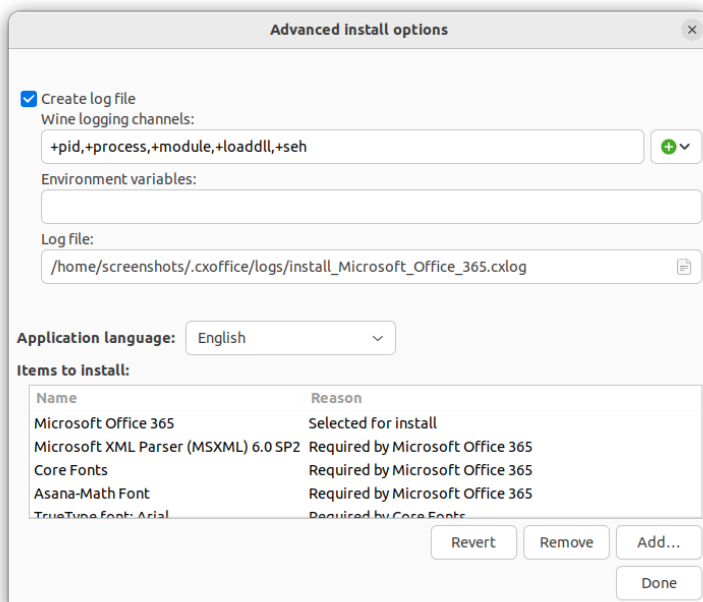 Advanced install options
Create log file
Wine logging channels:
+pid,+process,+module,+loaddll,+seh
Environment variables:
Log file:
/home/screenshots/.cxoffice/logs/install_Microsoft_Office_365.cxlog
Application language: English
Items to install:
Name Reason
Microsoft Office 365 Selected for install
Microsoft XML Parser (MSXML) 6.0 SP2 Required by Microsoft Office 365
Core Fonts Required by Microsoft Office 365
Asana-Math Font Required by Microsoft Office 365
TrueType font: Arial Required by Core Fonts
Revert Remove Add...
Done